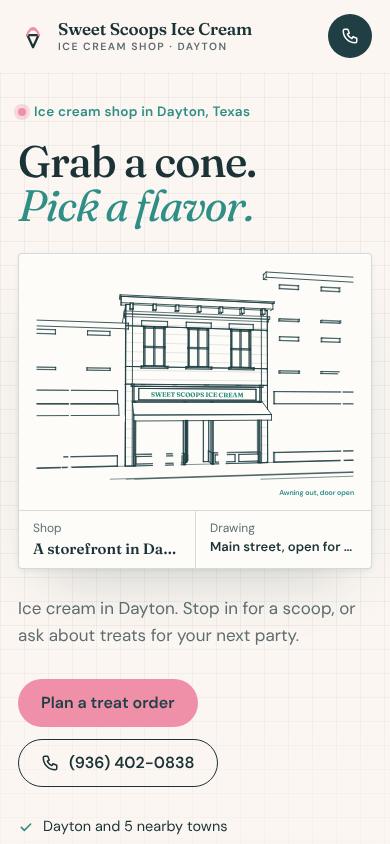 Sweet Scoops Ice Cream
ICE CREAM SHOP · DAYTON
Ice cream shop in Dayton, Texas
Grab a cone.
Pick a flavor.
SWEET SCOOPS ICE CREAM
Awning out, door open
Shop
A storefront in Da...
Drawing
Main street, open for ...
Ice cream in Dayton. Stop in for a scoop, or
ask about treats for your next party.
Plan a treat order
(936) 402-0838
Dayton and 5 nearby towns